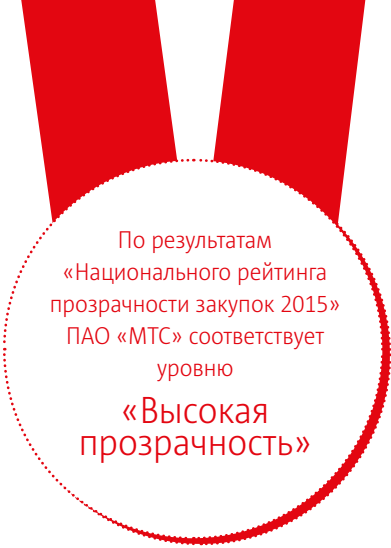 По результатам
«Национального рейтинга
прозрачности закупок 2015»
ПАО «МТС» соответствует
уровню
«Высокая
прозрачность»